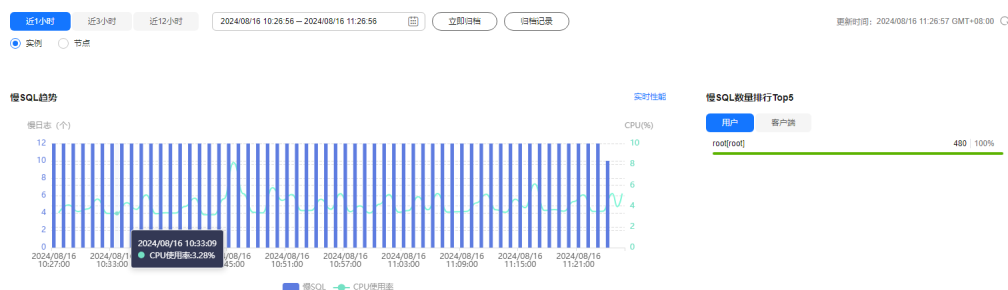 近1小时 近3小时 近12小时 2024/08/16 10:26:56 – 2024/08/16 11:26:56 立即归档 归档记录 更新时间：2024/08/16 11:26:57 GMT+08:00
实例 节点
慢SQL趋势 实时性能 慢SQL数量排行Top5
慢日志（个） CPU(%) 用户 客户端
12 10 root[root] 480 100%
10 8
8 6
6 4
4 2
2 0
0
2024/08/16 10:33:09
CPU使用率:3.28%
2024/08/16 2024/08/16 2024/08/16 2024/08/16 2024/08/16 2024/08/16 2024/08/16 2024/08/16
10:27:00 10:33:00 :45:00 10:51:00 10:57:00 11:03:00 11:09:00 11:15:00 11:21:00
慢SQL CPU使用率